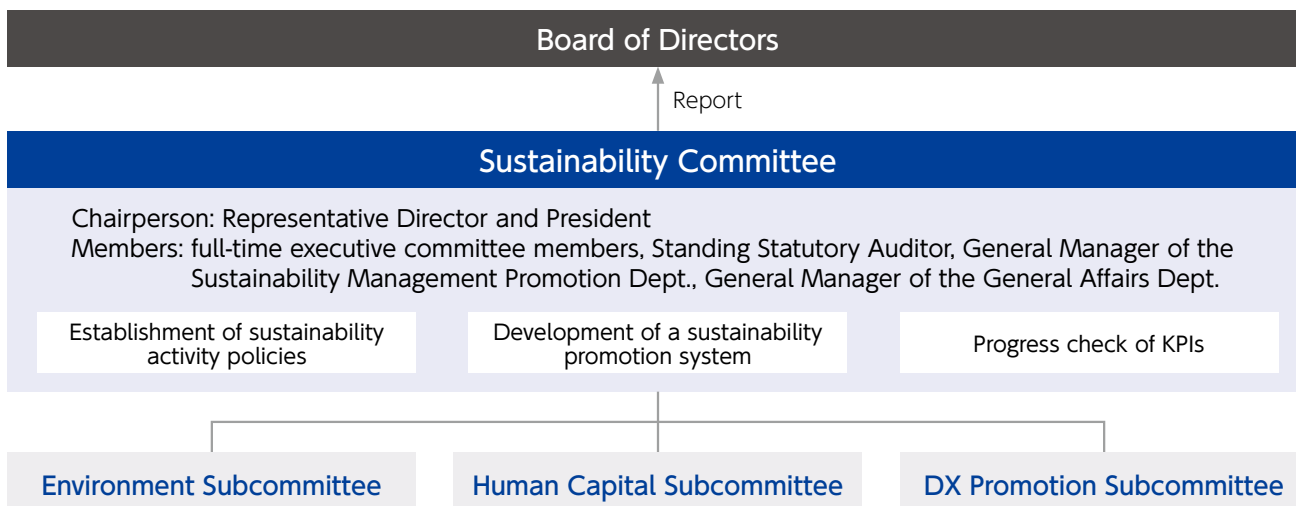 Board of Directors
Report
Sustainability Committee
Chairperson: Representative Director and President
Members: full-time executive committee members, Standing Statutory Auditor, General Manager of the
Sustainability Management Promotion Dept., General Manager of the General Affairs Dept.
Establishment of sustainability
activity policies
Development of a sustainability
promotion system
Progress check of KPIs
Environment Subcommittee
Human Capital Subcommittee
DX Promotion Subcommittee